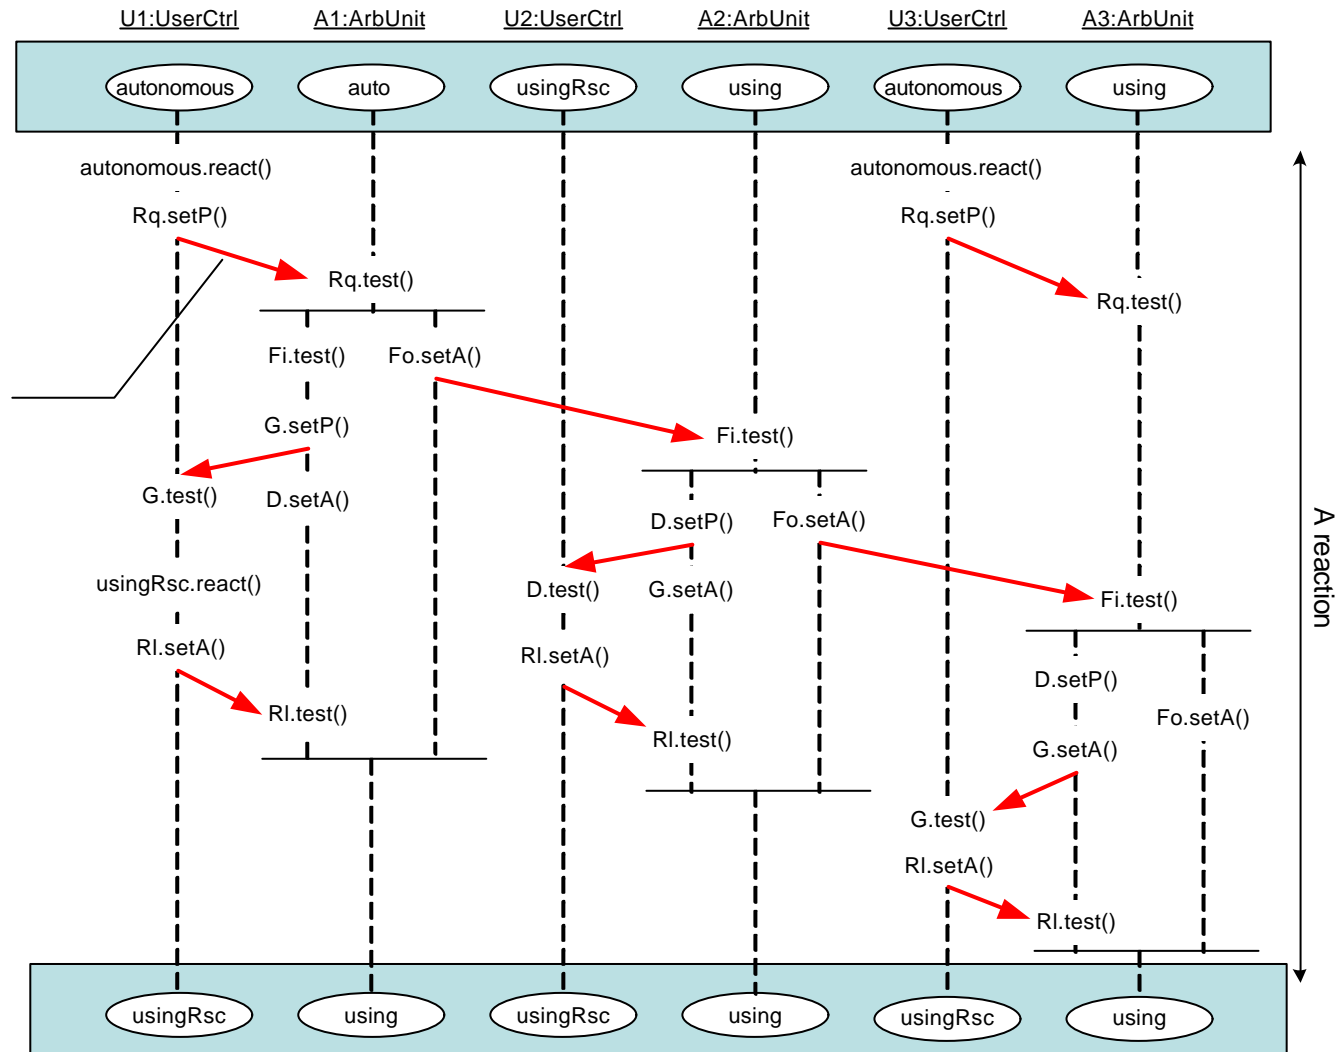 U1:UserCtrl A1:ArbUnit U2:UserCtrl A2:ArbUnit U3:UserCtrl A3:ArbUnit
autonomous auto usingRsc using autonomous using
autonomous.react() autonomous.react()
Rq.setP() Rq.setP()
Rq.test() Rq.test()
Fi.test() Fo.setA()
G.setP() Fi.test()
G.test() D.setA()
D.setP() Fo.setA()
usingRsc.react() D.test() G.setA() Fi.test()
Rl.setA() Rl.setA() D.setP()
Rl.test() Rl.test() Fo.setA()
G.setA()
G.test()
Rl.setA()
Rl.test()
A reaction
usingRsc using usingRsc using usingRsc using